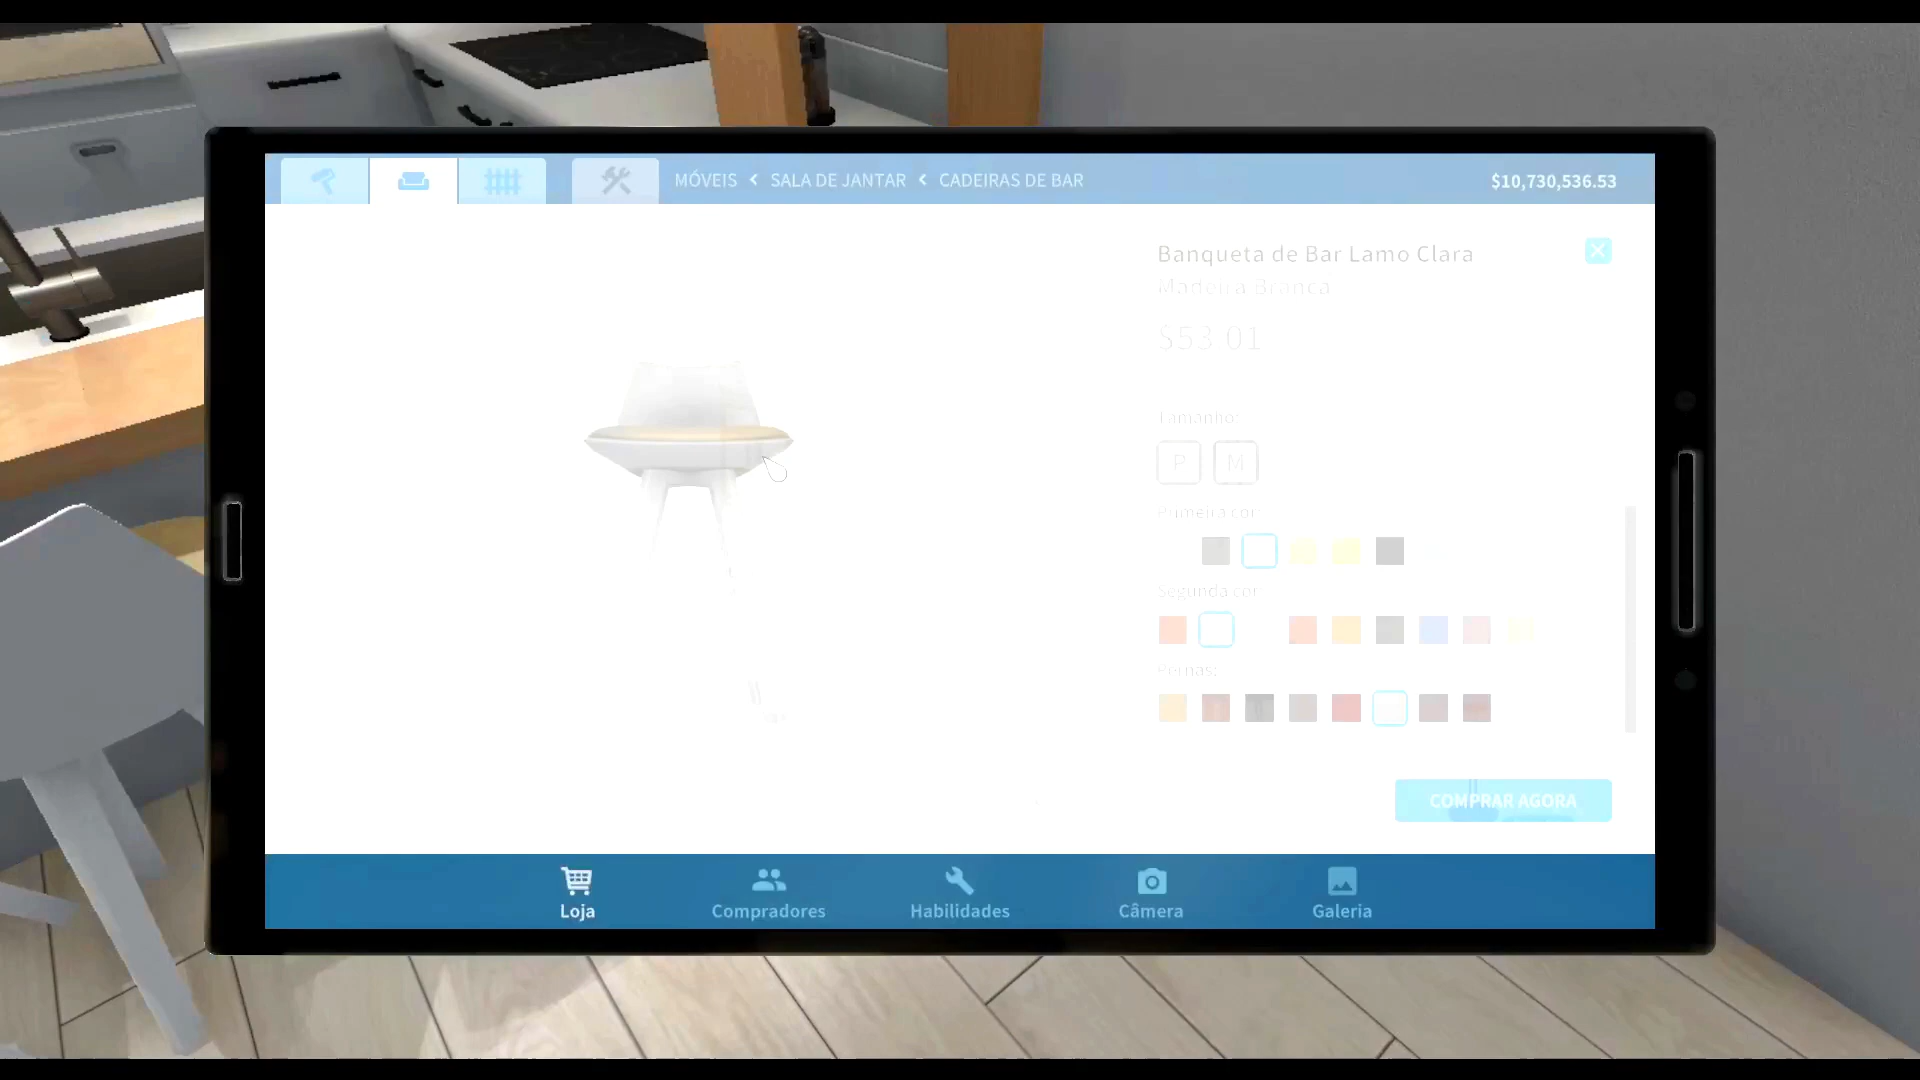 MÓVEIS < SALA DE JANTAR < CADEIRAS DE BAR
$10,730,536.53
Banqueta de Bar Lamo Clara
Madeira Branca
$53.01
Tamanho:
P M
Primeira cor:
Segunda cor:
Pernas:
COMPRAR AGORA
Loja Compradores Habilidades Câmera Galeria